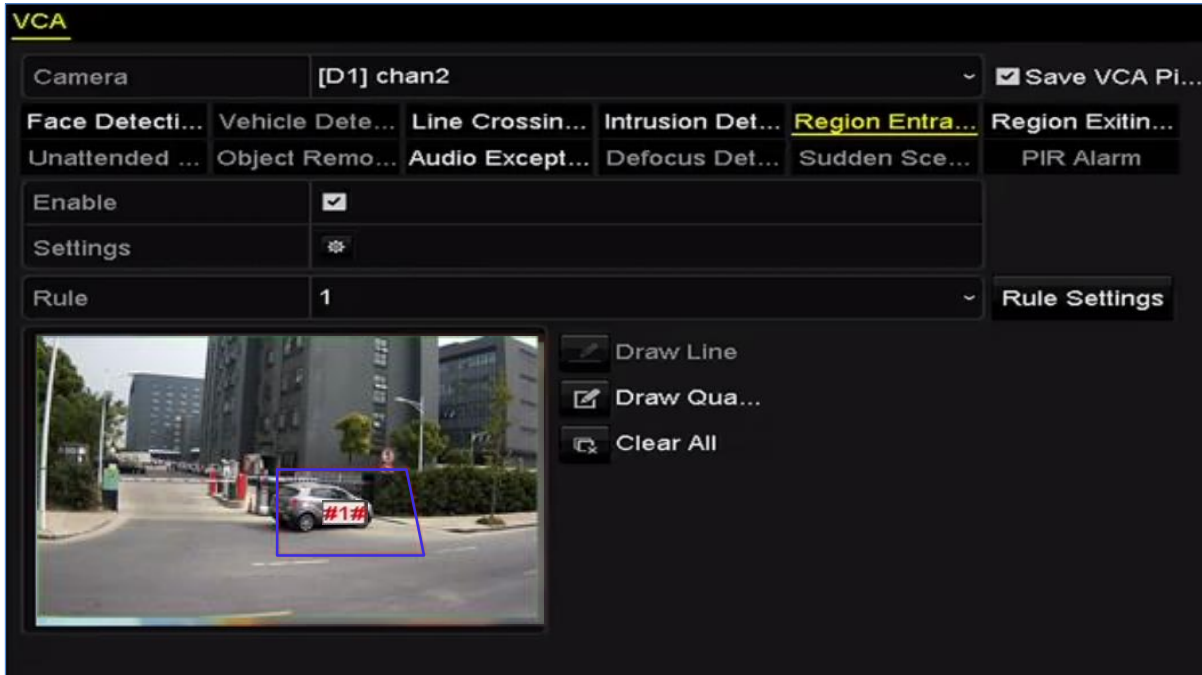 VCA
Camera [D1] chan2 Save VCA Pi...
Face Detecti... Vehicle Dete... Line Crossin... Intrusion Det... Region Entra... Region Exitin...
Unattended ... Object Remo... Audio Except... Defocus Det... Sudden Sce... PIR Alarm
Enable
Settings
Rule 1 Rule Settings
Draw Line
Draw Qua...
Clear All
#1#